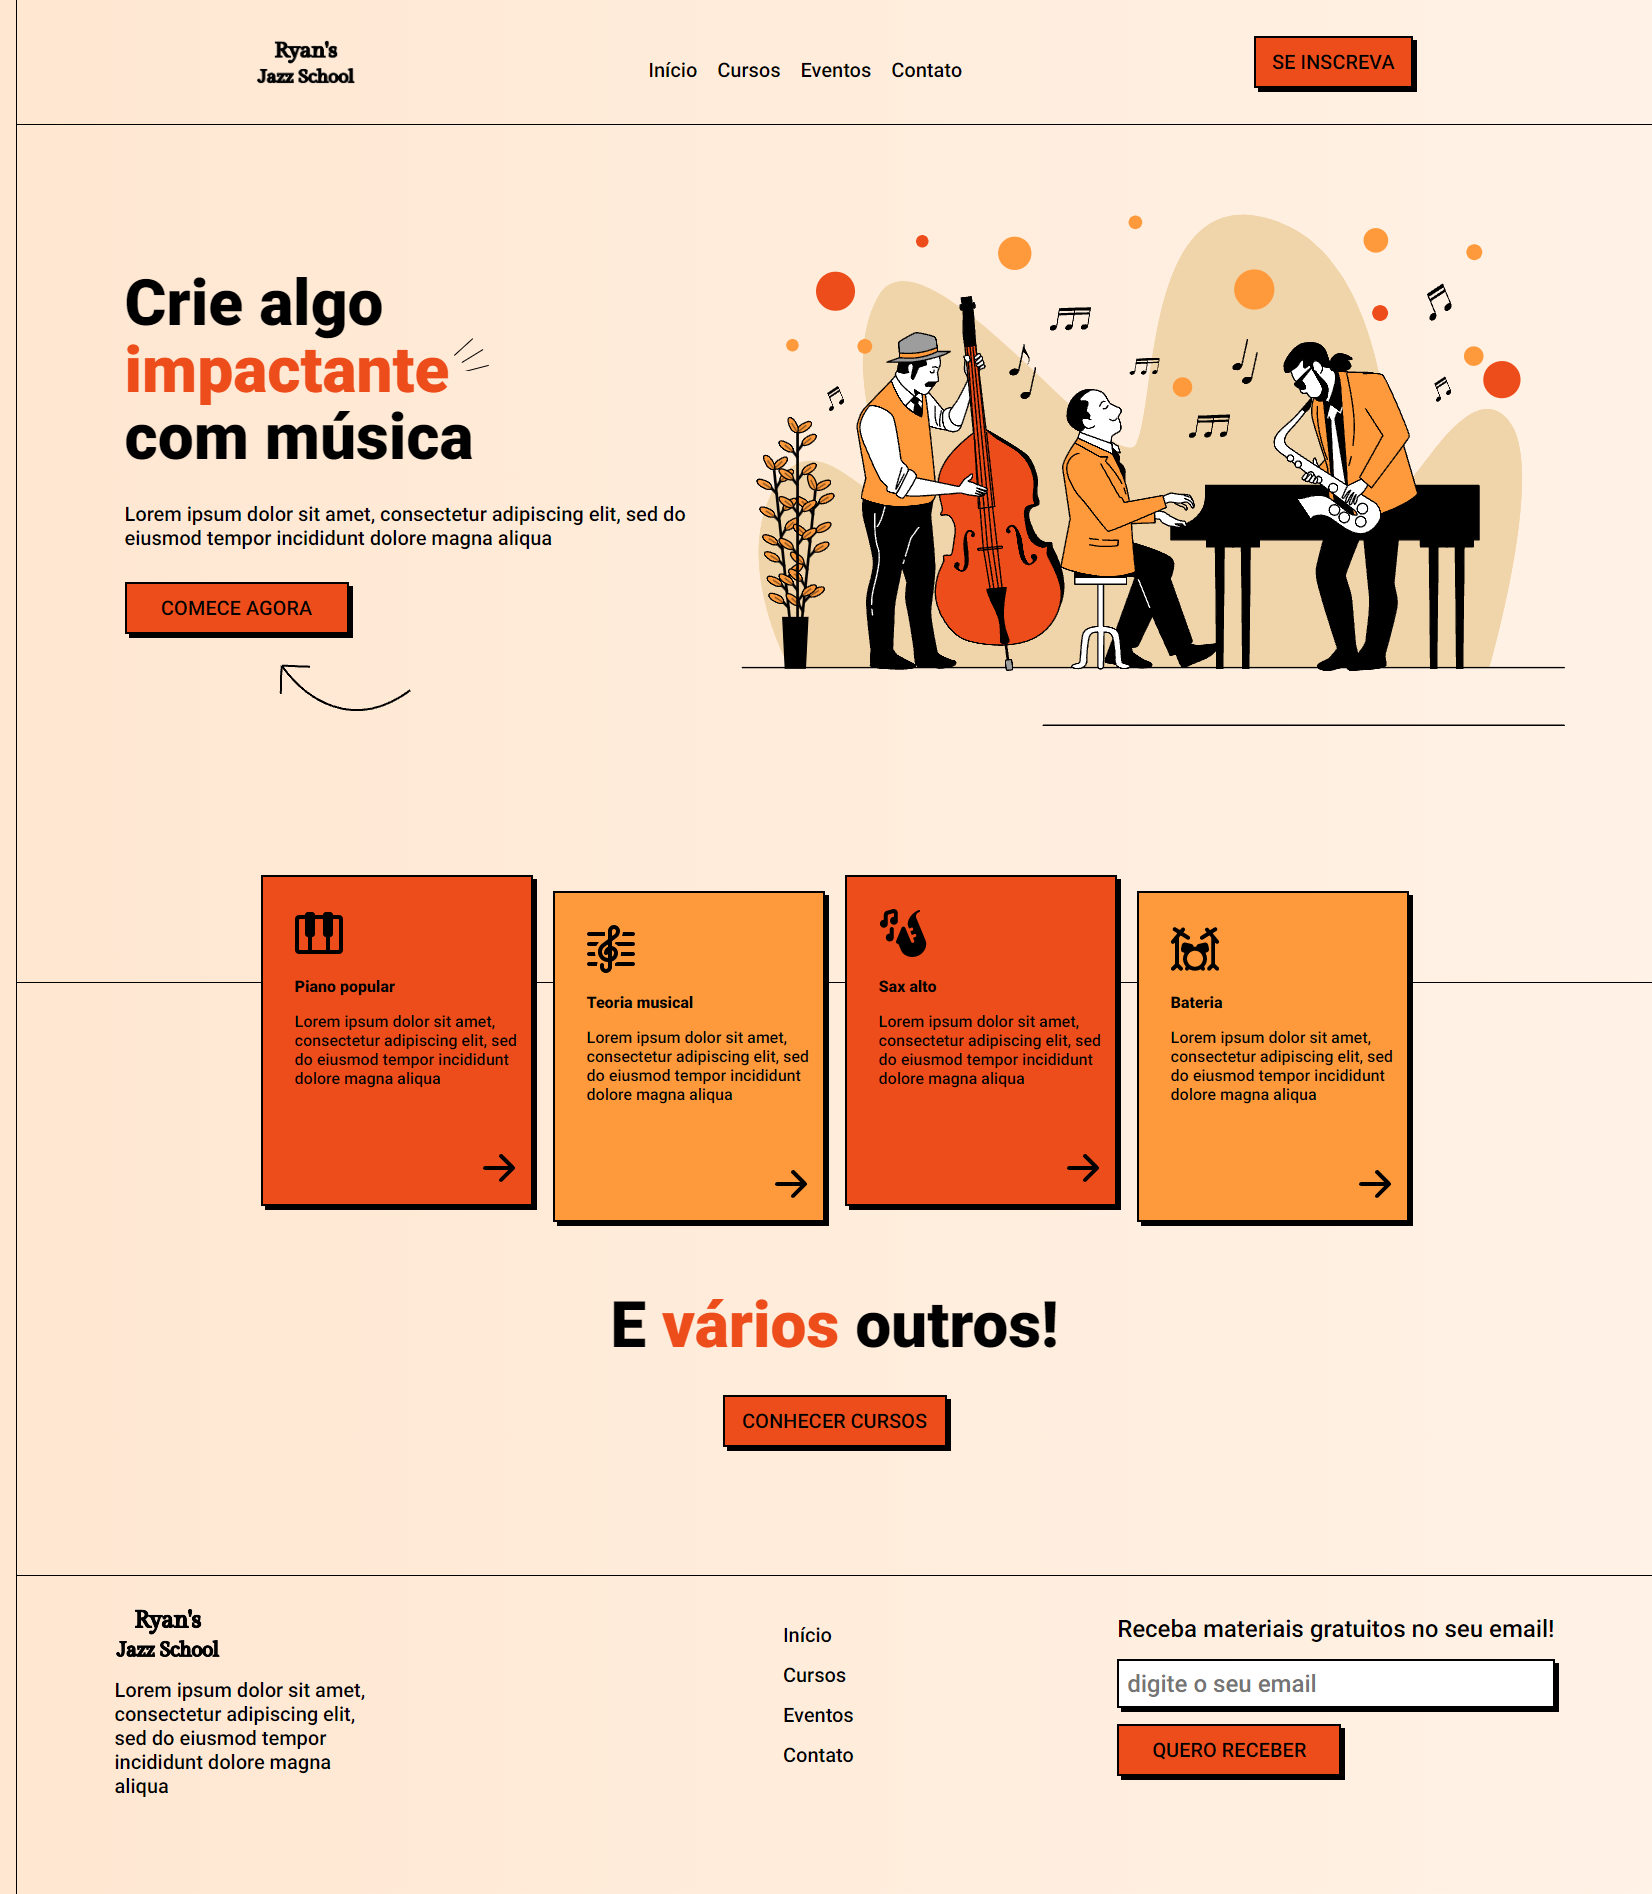 Ryan's
Jazz School
Início Cursos Eventos Contato
SE INSCREVA
Crie algo
impactante
com música
Lorem ipsum dolor sit amet, consectetur adipiscing elit, sed do
eiusmod tempor incididunt dolore magna aliqua
COMECE AGORA
Piano popular
Lorem ipsum dolor sit amet,
consectetur adipiscing elit, sed
do eiusmod tempor incididunt
dolore magna aliqua
Teoria musical
Lorem ipsum dolor sit amet,
consectetur adipiscing elit, sed
do eiusmod tempor incididunt
dolore magna aliqua
Sax alto
Lorem ipsum dolor sit amet,
consectetur adipiscing elit, sed
do eiusmod tempor incididunt
dolore magna aliqua
Bateria
Lorem ipsum dolor sit amet,
consectetur adipiscing elit, sed
do eiusmod tempor incididunt
dolore magna aliqua
E vários outros!
CONHECER CURSOS
Ryan's
Jazz School
Lorem ipsum dolor sit amet,
consectetur adipiscing elit,
sed do eiusmod tempor
incididunt dolore magna
aliqua
Início
Cursos
Eventos
Contato
Receba materiais gratuitos no seu email!
digite o seu email
QUERO RECEBER